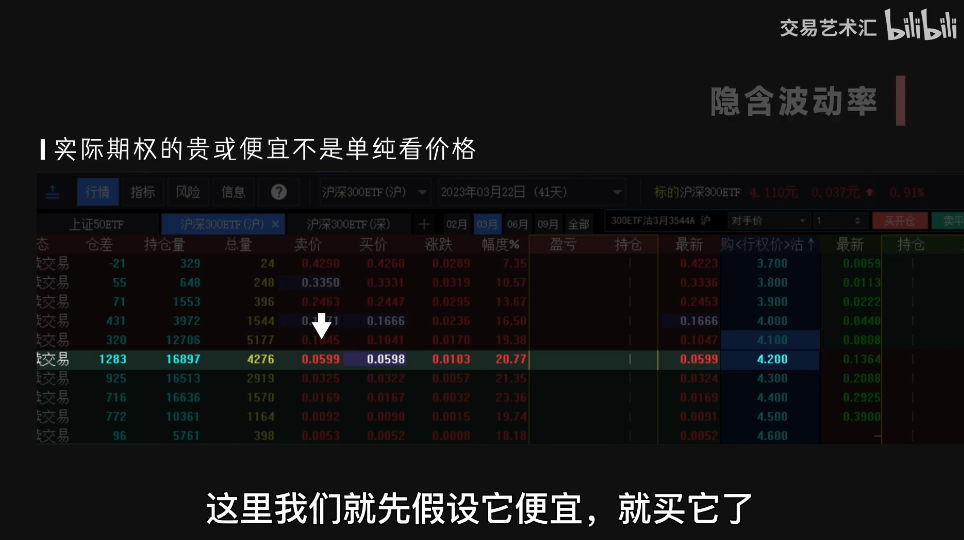 交易艺术汇 bilibili
隐含波动率
实际期权的贵或便宜不是单纯看价格
行情 指标 风险 信息 ? 沪深300ETF(沪) 2023年03月22日 (41天) 标的沪深300ETF 4.110元 0.037元 0.91%
上证50ETF 沪深300ETF(沪) × 沪深300ETF(深) + 02月 03月 06月 09月 全部 300ETF沽3月3544A 沪 对手价 1 买开仓
态 仓差 持仓量 总量 卖价 买价 涨跌 幅度% 盈亏 持仓 最新 购<行权价>沽 最新 持仓
交易 -21 329 24 0.4290 0.4268 0.0289 7.35 0.4223 3.700 0.0059
交易 55 648 248 0.3350 0.3331 0.0319 10.57 0.3336 3.800 0.0113
交易 71 1553 396 0.2463 0.2447 0.0295 13.67 0.2453 3.900 0.0222
交易 431 3972 1544 0.1666 0.0236 16.50 0.1666 4.000 0.0440
交易 320 12706 5177 0.1045 0.1041 0.0170 19.38 0.1047 4.100 0.0808
交易 1283 16897 4276 0.0599 0.0598 0.0103 20.77 0.0599 4.200 0.1364
交易 925 16513 2919 0.0325 0.0322 0.0057 21.35 0.0324 4.300 0.2088
交易 716 16636 1570 0.0169 0.0167 0.0032 23.36 0.0169 4.400 0.2925
交易 772 10361 1164 0.0092 0.0090 0.0015 19.74 0.0091 4.500 0.3900
交易 96 5761 398 0.0053 0.0052 0.0008 18.18 0.0052 4.600
这里我们就先假设它便宜，就买它了